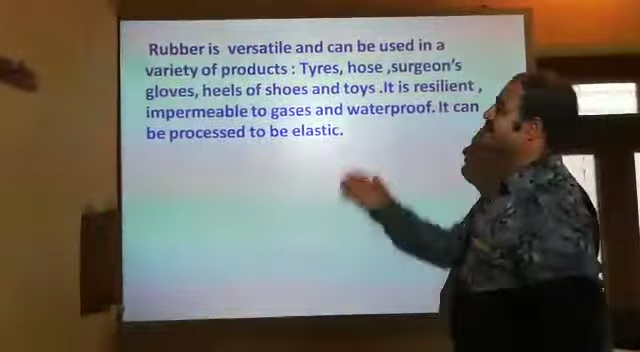 Rubber is versatile and can be used in a
variety of products : Tyres, hose ,surgeon's
gloves, heels of shoes and toys .It is resilient ,
impermeable to gases and waterproof. It can
be processed to be elastic.